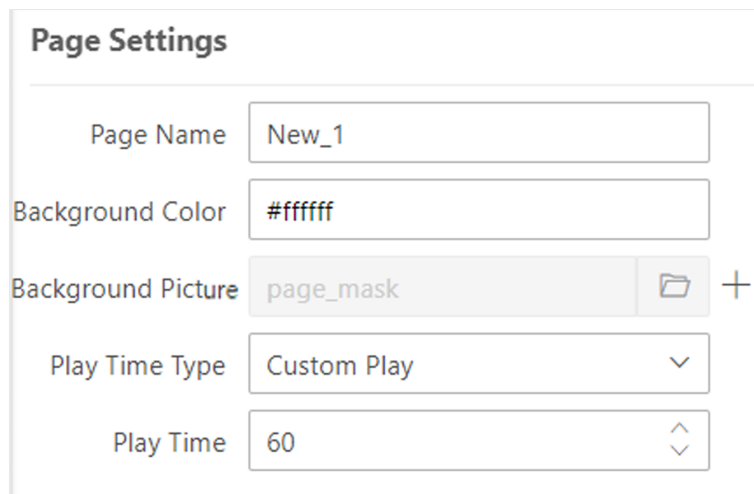 Page Settings
Page Name New_1
Background Color #ffffff
Background Picture page_mask
Play Time Type Custom Play
Play Time 60